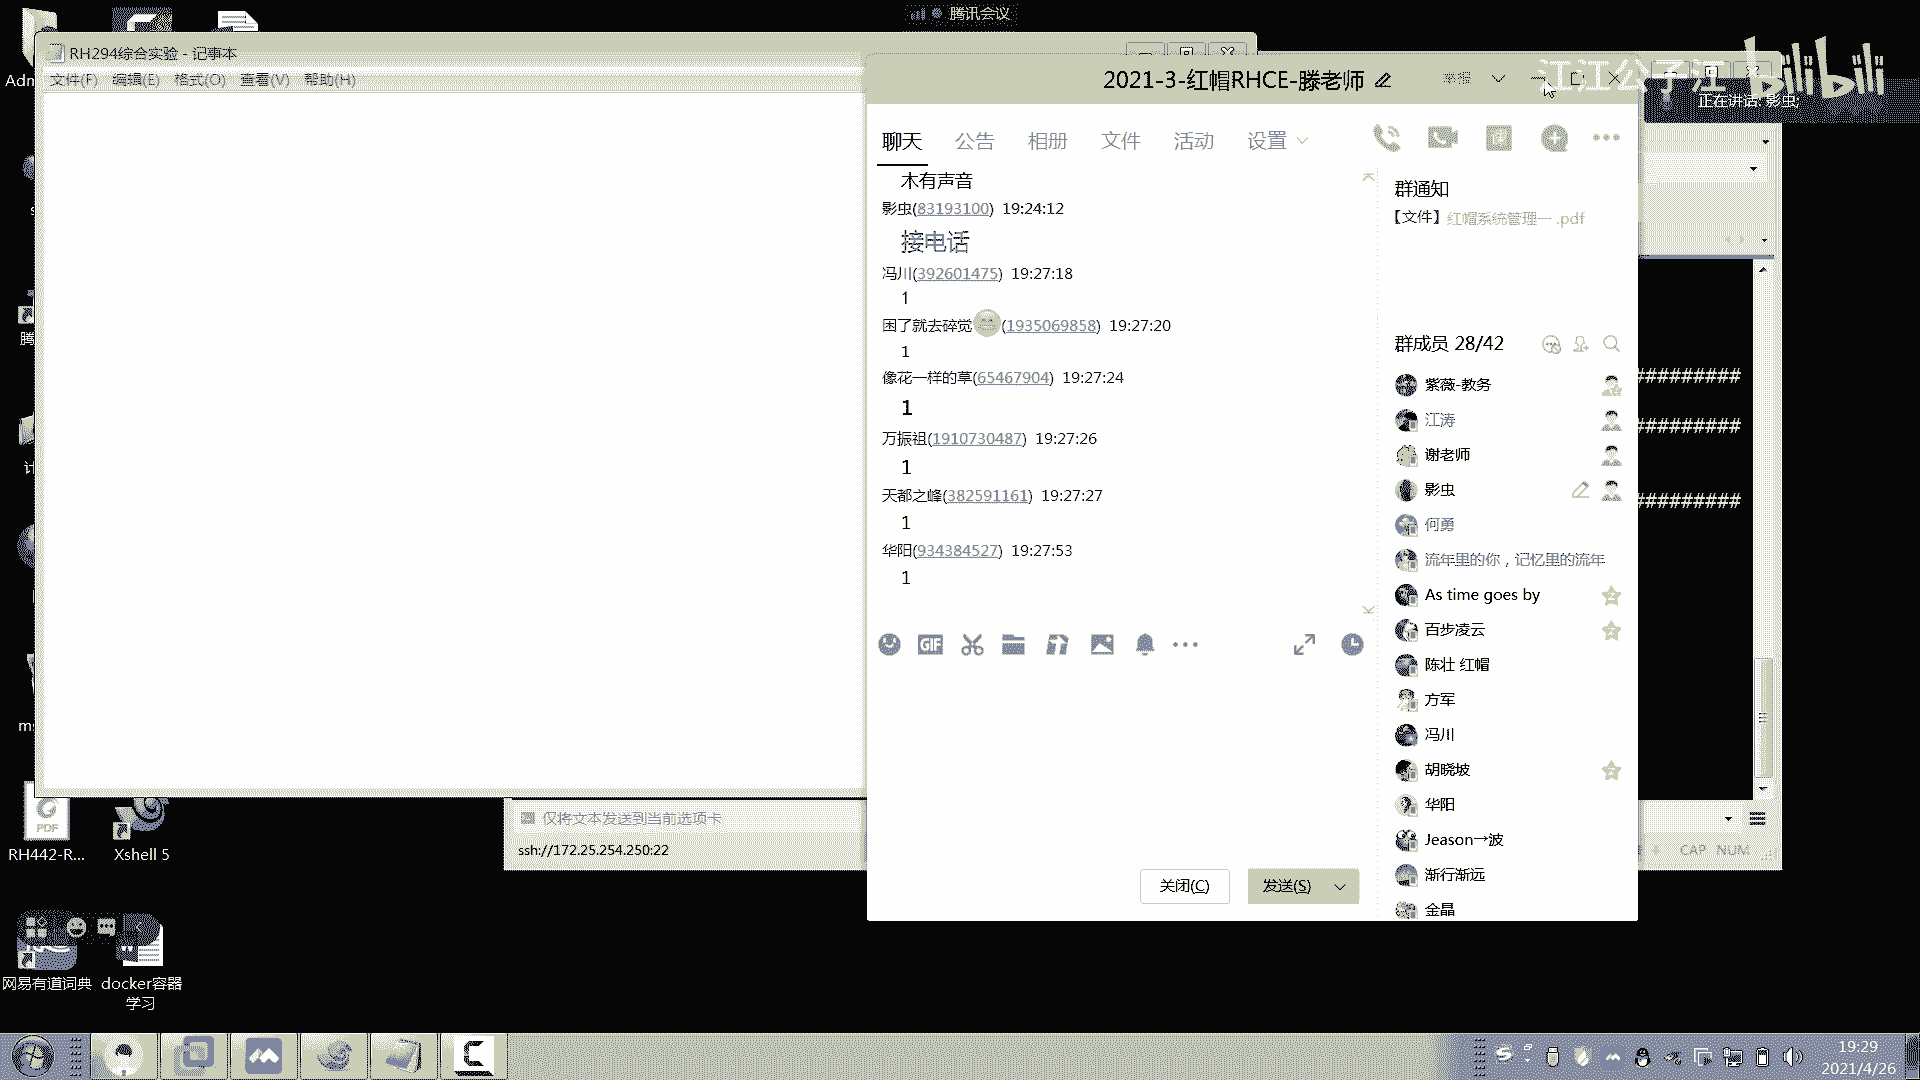 腾讯会议
RH294综合实验 - 记事本
文件(F) 编辑(E) 格式(O) 查看(V) 帮助(H)
2021-3-红帽RHCE-滕老师
举报
江江公子江 bilibili
正在讲话: 影虫;
聊天 公告 相册 文件 活动 设置
木有声音
影虫(83193100) 19:24:12
接电话
冯川(392601475) 19:27:18
1
困了就去碎觉(1935069858) 19:27:20
1
像花一样的草(65467904) 19:27:24
1
万振祖(1910730487) 19:27:26
1
天都之峰(382591161) 19:27:27
1
华阳(934384527) 19:27:53
1
GIF
关闭(C) 发送(S)
群通知
【文件】红帽系统管理一 .pdf
群成员 28/42
紫薇-教务
江涛
谢老师
影虫
何勇
流年里的你，记忆里的流年
As time goes by
百步凌云
陈壮 红帽
方军
冯川
胡晓坡
华阳
Jeason→波
渐行渐远
金晶
##########
##########
##########
仅将文本发送到当前选项卡
ssh://172.25.254.250:22
CAP NUM
Adm
腾
计
ms
PDF
RH442-R...
Xshell 5
网易有道词典
docker容器
学习
19:29
2021/4/26